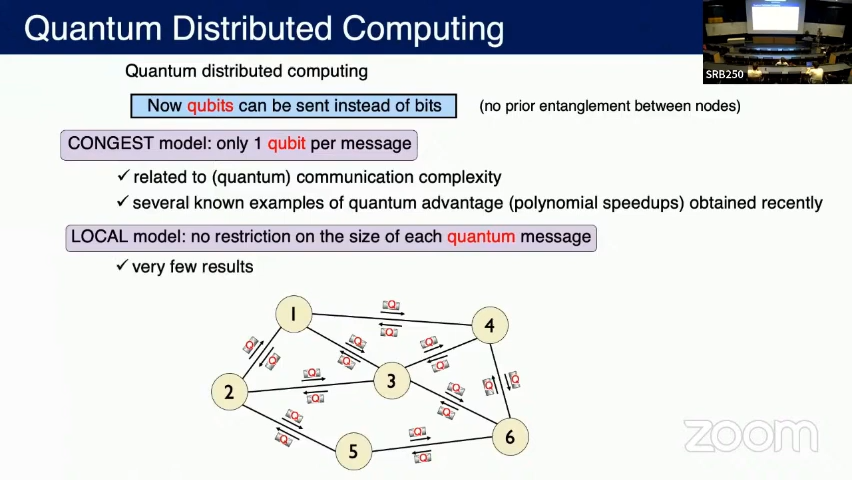 Quantum Distributed Computing
SRB250
Quantum distributed computing
Now qubits can be sent instead of bits
(no prior entanglement between nodes)
CONGEST model: only 1 qubit per message
✓ related to (quantum) communication complexity
✓ several known examples of quantum advantage (polynomial speedups) obtained recently
LOCAL model: no restriction on the size of each quantum message
✓ very few results
Q
1
4
Q
Q
Q
Q
Q
Q
Q
Q
2
3
Q
Q
Q
Q
Q
Q
Q
Q
5
6
Q
Q
zoom